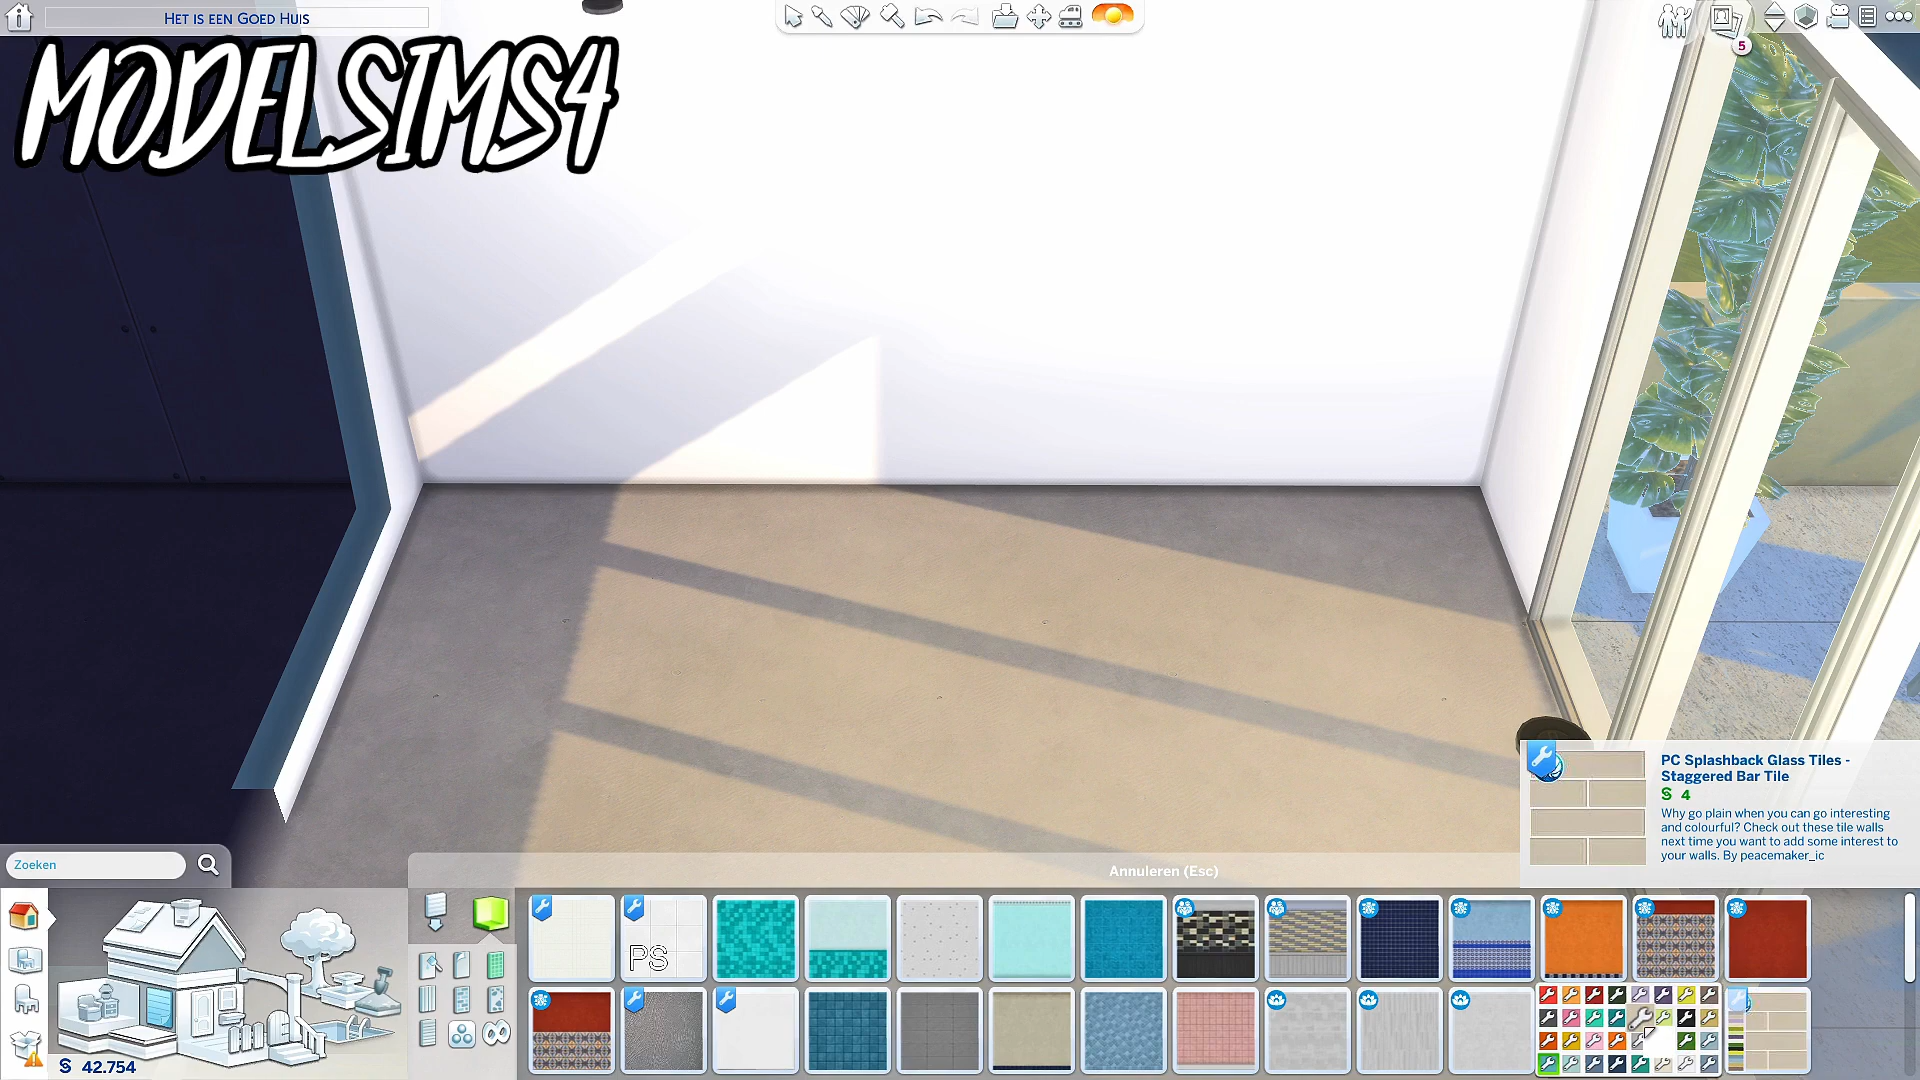 Het is een Goed Huis
MODELSIMS4
5
PC Splashback Glass Tiles -
Staggered Bar Tile
§ 4
Why go plain when you can go interesting
and colourful? Check out these tile walls
next time you want to add some interest to
your walls. By peacemaker_ic
Zoeken
Annuleren (Esc)
PS
§ 42.754